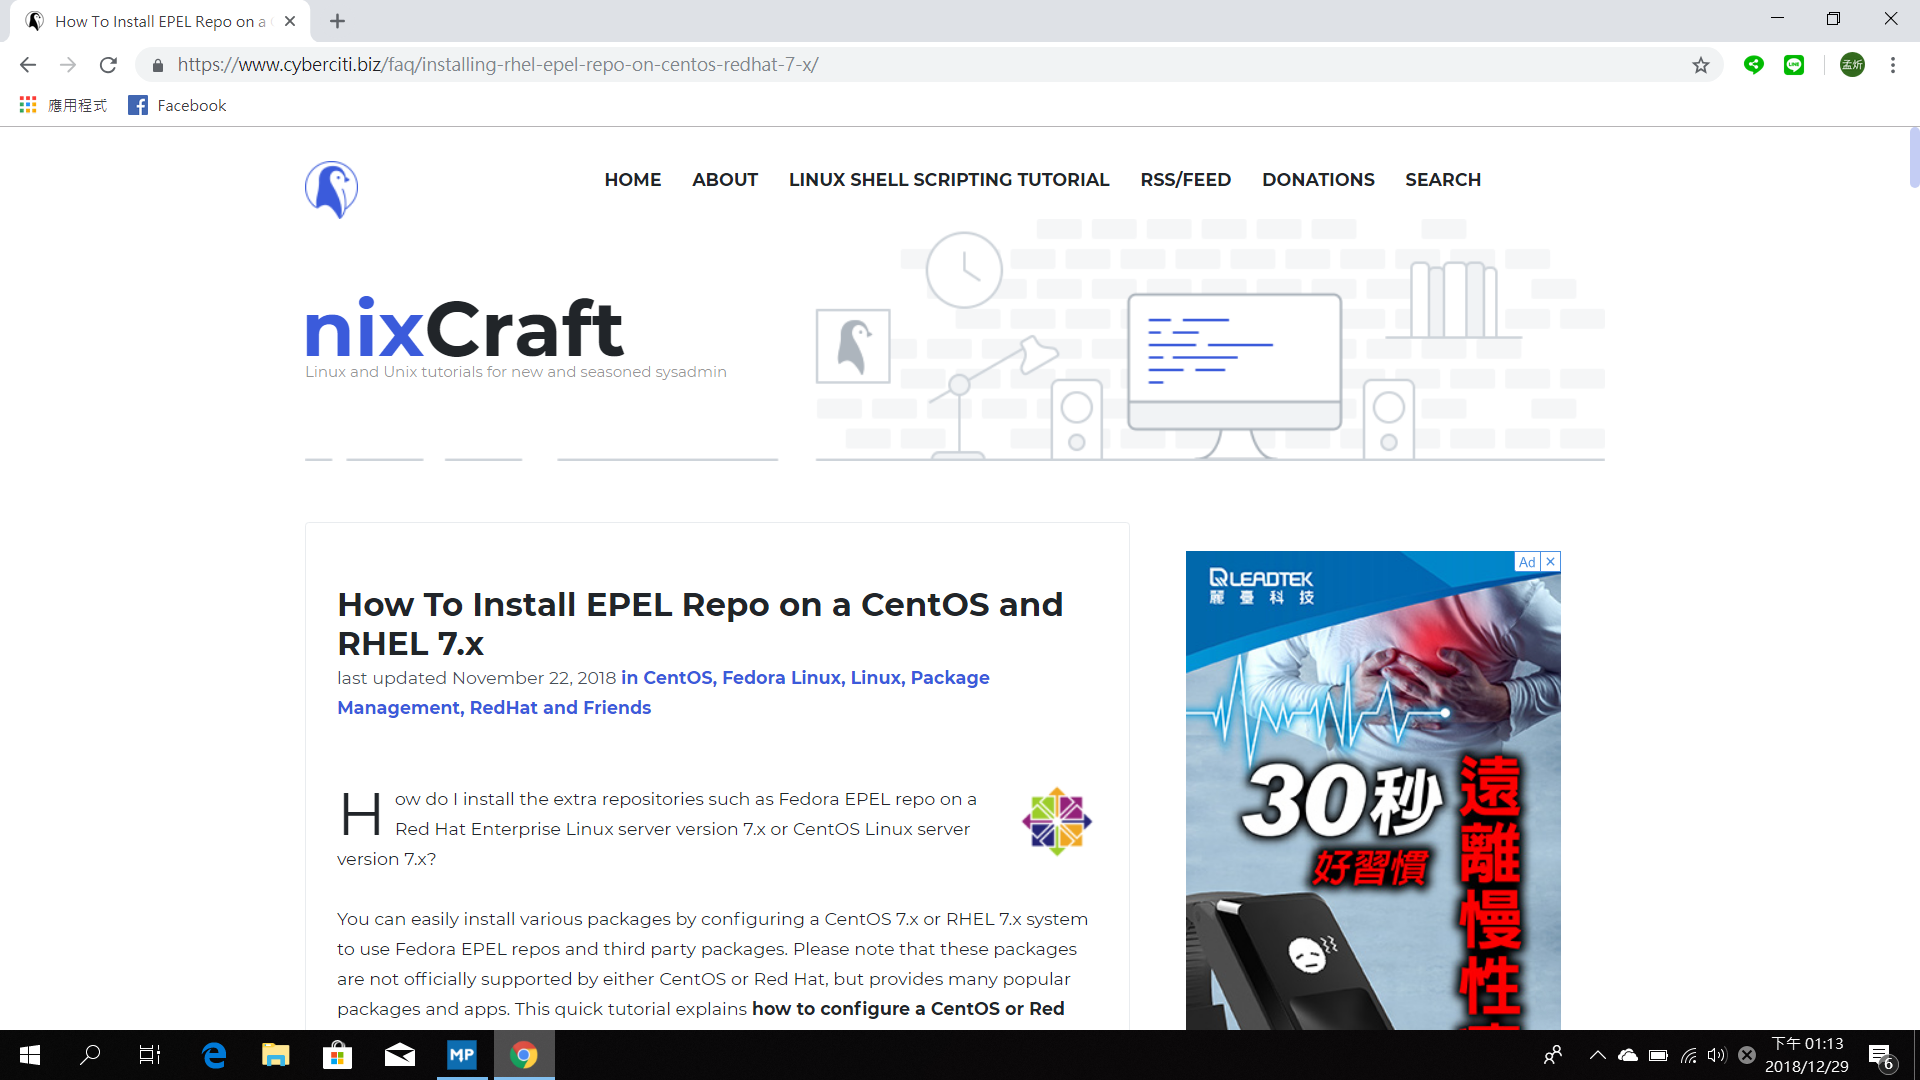 How To Install EPEL Repo on a C
https://www.cyberciti.biz/faq/installing-rhel-epel-repo-on-centos-redhat-7-x/
LINE
孟炘
應用程式
Facebook
HOME ABOUT LINUX SHELL SCRIPTING TUTORIAL RSS/FEED DONATIONS SEARCH
nixCraft
Linux and Unix tutorials for new and seasoned sysadmin
How To Install EPEL Repo on a CentOS and
RHEL 7.x
last updated November 22, 2018 in CentOS, Fedora Linux, Linux, Package
Management, RedHat and Friends
How do I install the extra repositories such as Fedora EPEL repo on a
Red Hat Enterprise Linux server version 7.x or CentOS Linux server
version 7.x?
You can easily install various packages by configuring a CentOS 7.x or RHEL 7.x system
to use Fedora EPEL repos and third party packages. Please note that these packages
are not officially supported by either CentOS or Red Hat, but provides many popular
packages and apps. This quick tutorial explains how to configure a CentOS or Red
Ad
LEADTEK
麗臺科技
30秒
好習慣
遠離慢性
MP
下午 01:13
2018/12/29
6